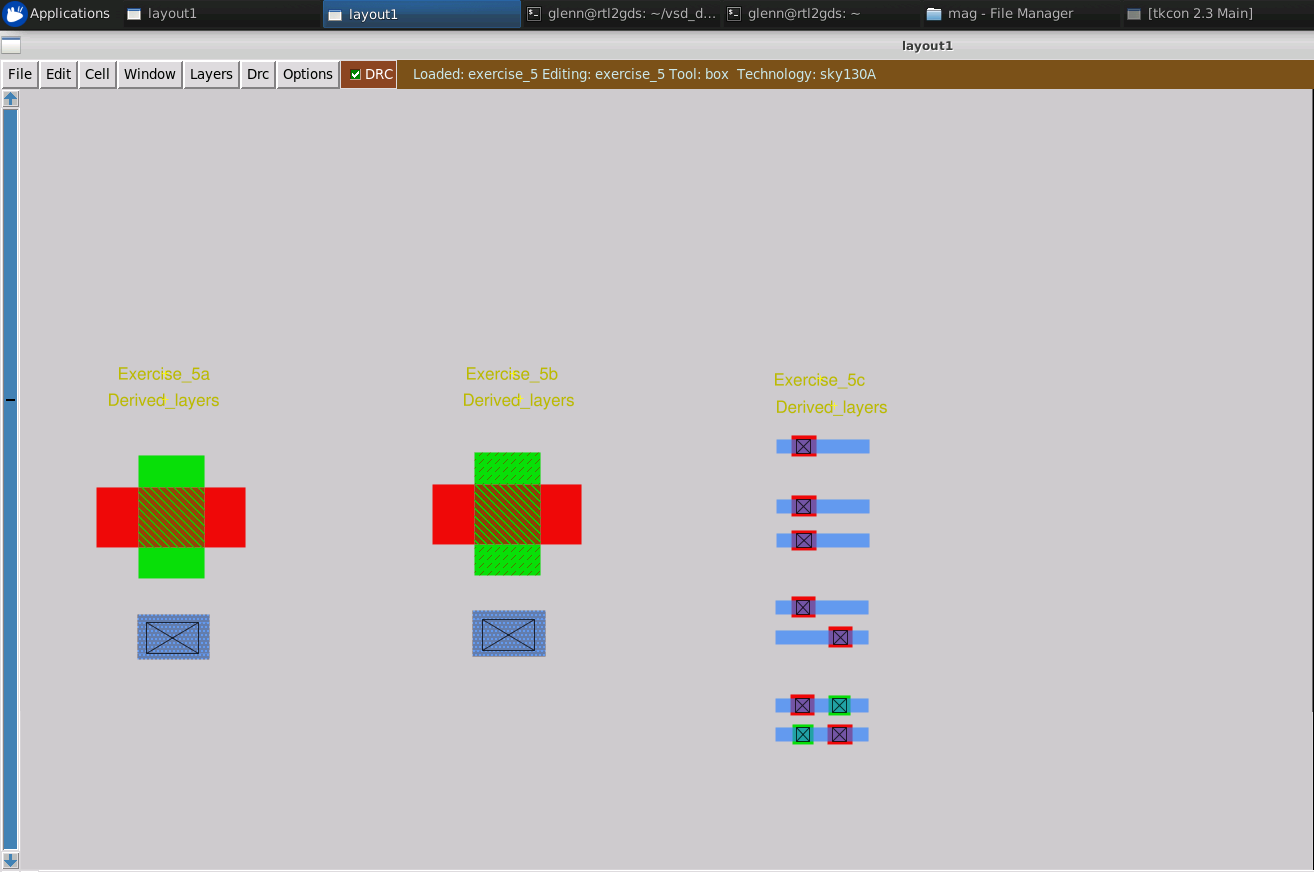 Applications layout1 layout1 glenn@rtl2gds: ~/vsd_d... glenn@rtl2gds: ~ mag - File Manager [tkcon 2.3 Main]
layout1
File Edit Cell Window Layers Drc Options DRC Loaded: exercise_5 Editing: exercise_5 Tool: box Technology: sky130A
Exercise_5a
Derived_layers
Exercise_5b
Derived_layers
Exercise_5c
Derived_layers